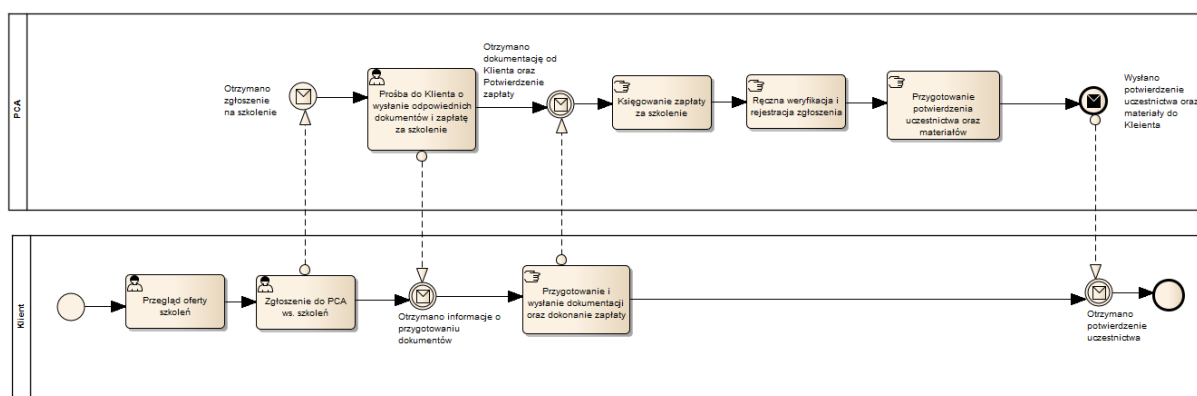 PCA
Otrzymano
zgłoszenie
na szkolenie
Prośba do Klienta o
wysłanie odpowiednich
dokumentów i zapłatę
za szkolenie
Otrzymano
dokumentację od
Klienta oraz
Potwierdzenie
zapłaty
Księgowanie zapłaty
za szkolenie
Ręczna weryfikacja i
rejestracja zgłoszenia
Przygotowanie
potwierdzenia
uczestnictwa oraz
materiałów
Wysłano
potwierdzenie
uczestnictwa oraz
materiały do
Kleienta
Klient
Przegląd oferty
szkoleń
Zgłoszenie do PCA
ws. szkoleń
Otrzymano informacje o
przygotowaniu
dokumentów
Przygotowanie i
wysłanie dokumentacji
oraz dokonanie zapłaty
Otrzymano
potwierdzenie
uczestnictwa